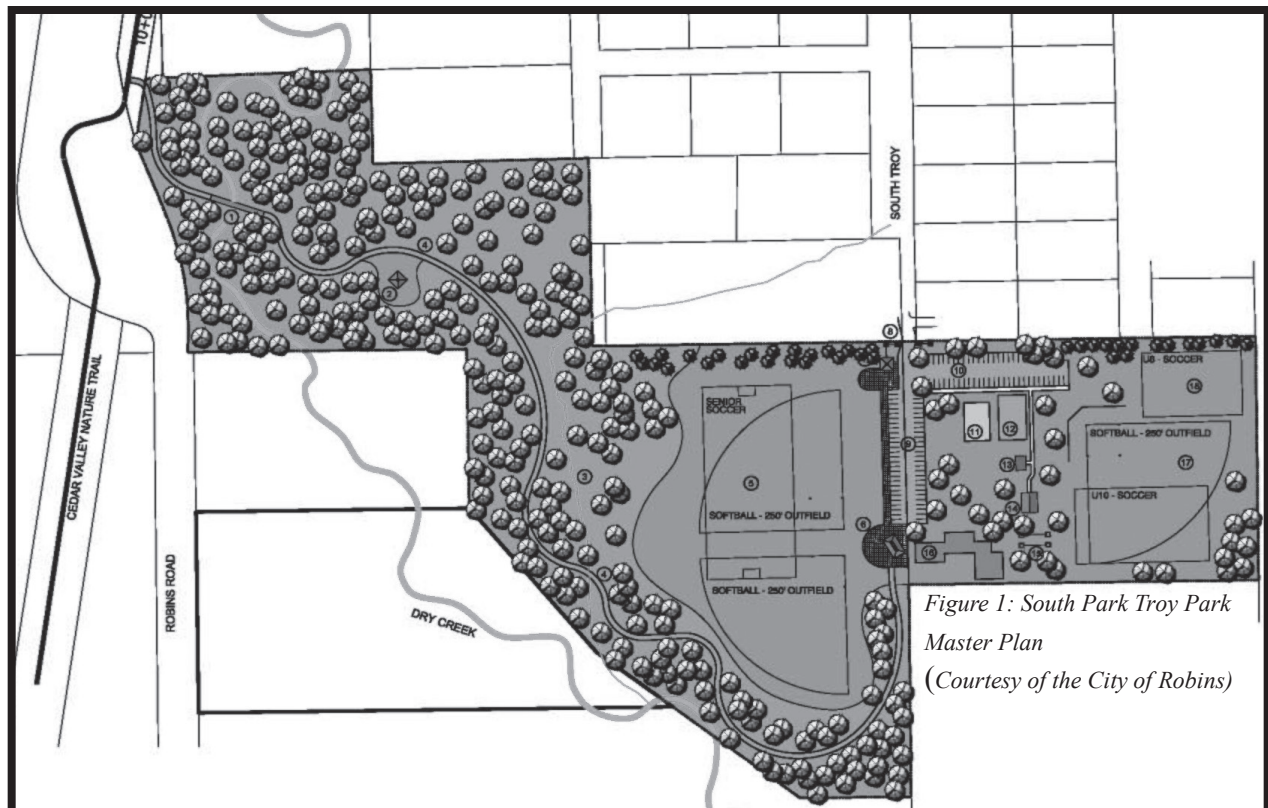 10+0
CEDAR VALLEY NATURE TRAIL
ROBINS ROAD
DRY CREEK
SOUTH TROY
1
2
3
4
4
SENIOR
SOCCER
5
SOFTBALL - 250' OUTFIELD
SOFTBALL - 250' OUTFIELD
6
8
9
10
11
12
13
14
15
16
U8 - SOCCER
18
SOFTBALL - 250' OUTFIELD
17
U10 - SOCCER
Figure 1: South Park Troy Park
Master Plan
(Courtesy of the City of Robins)